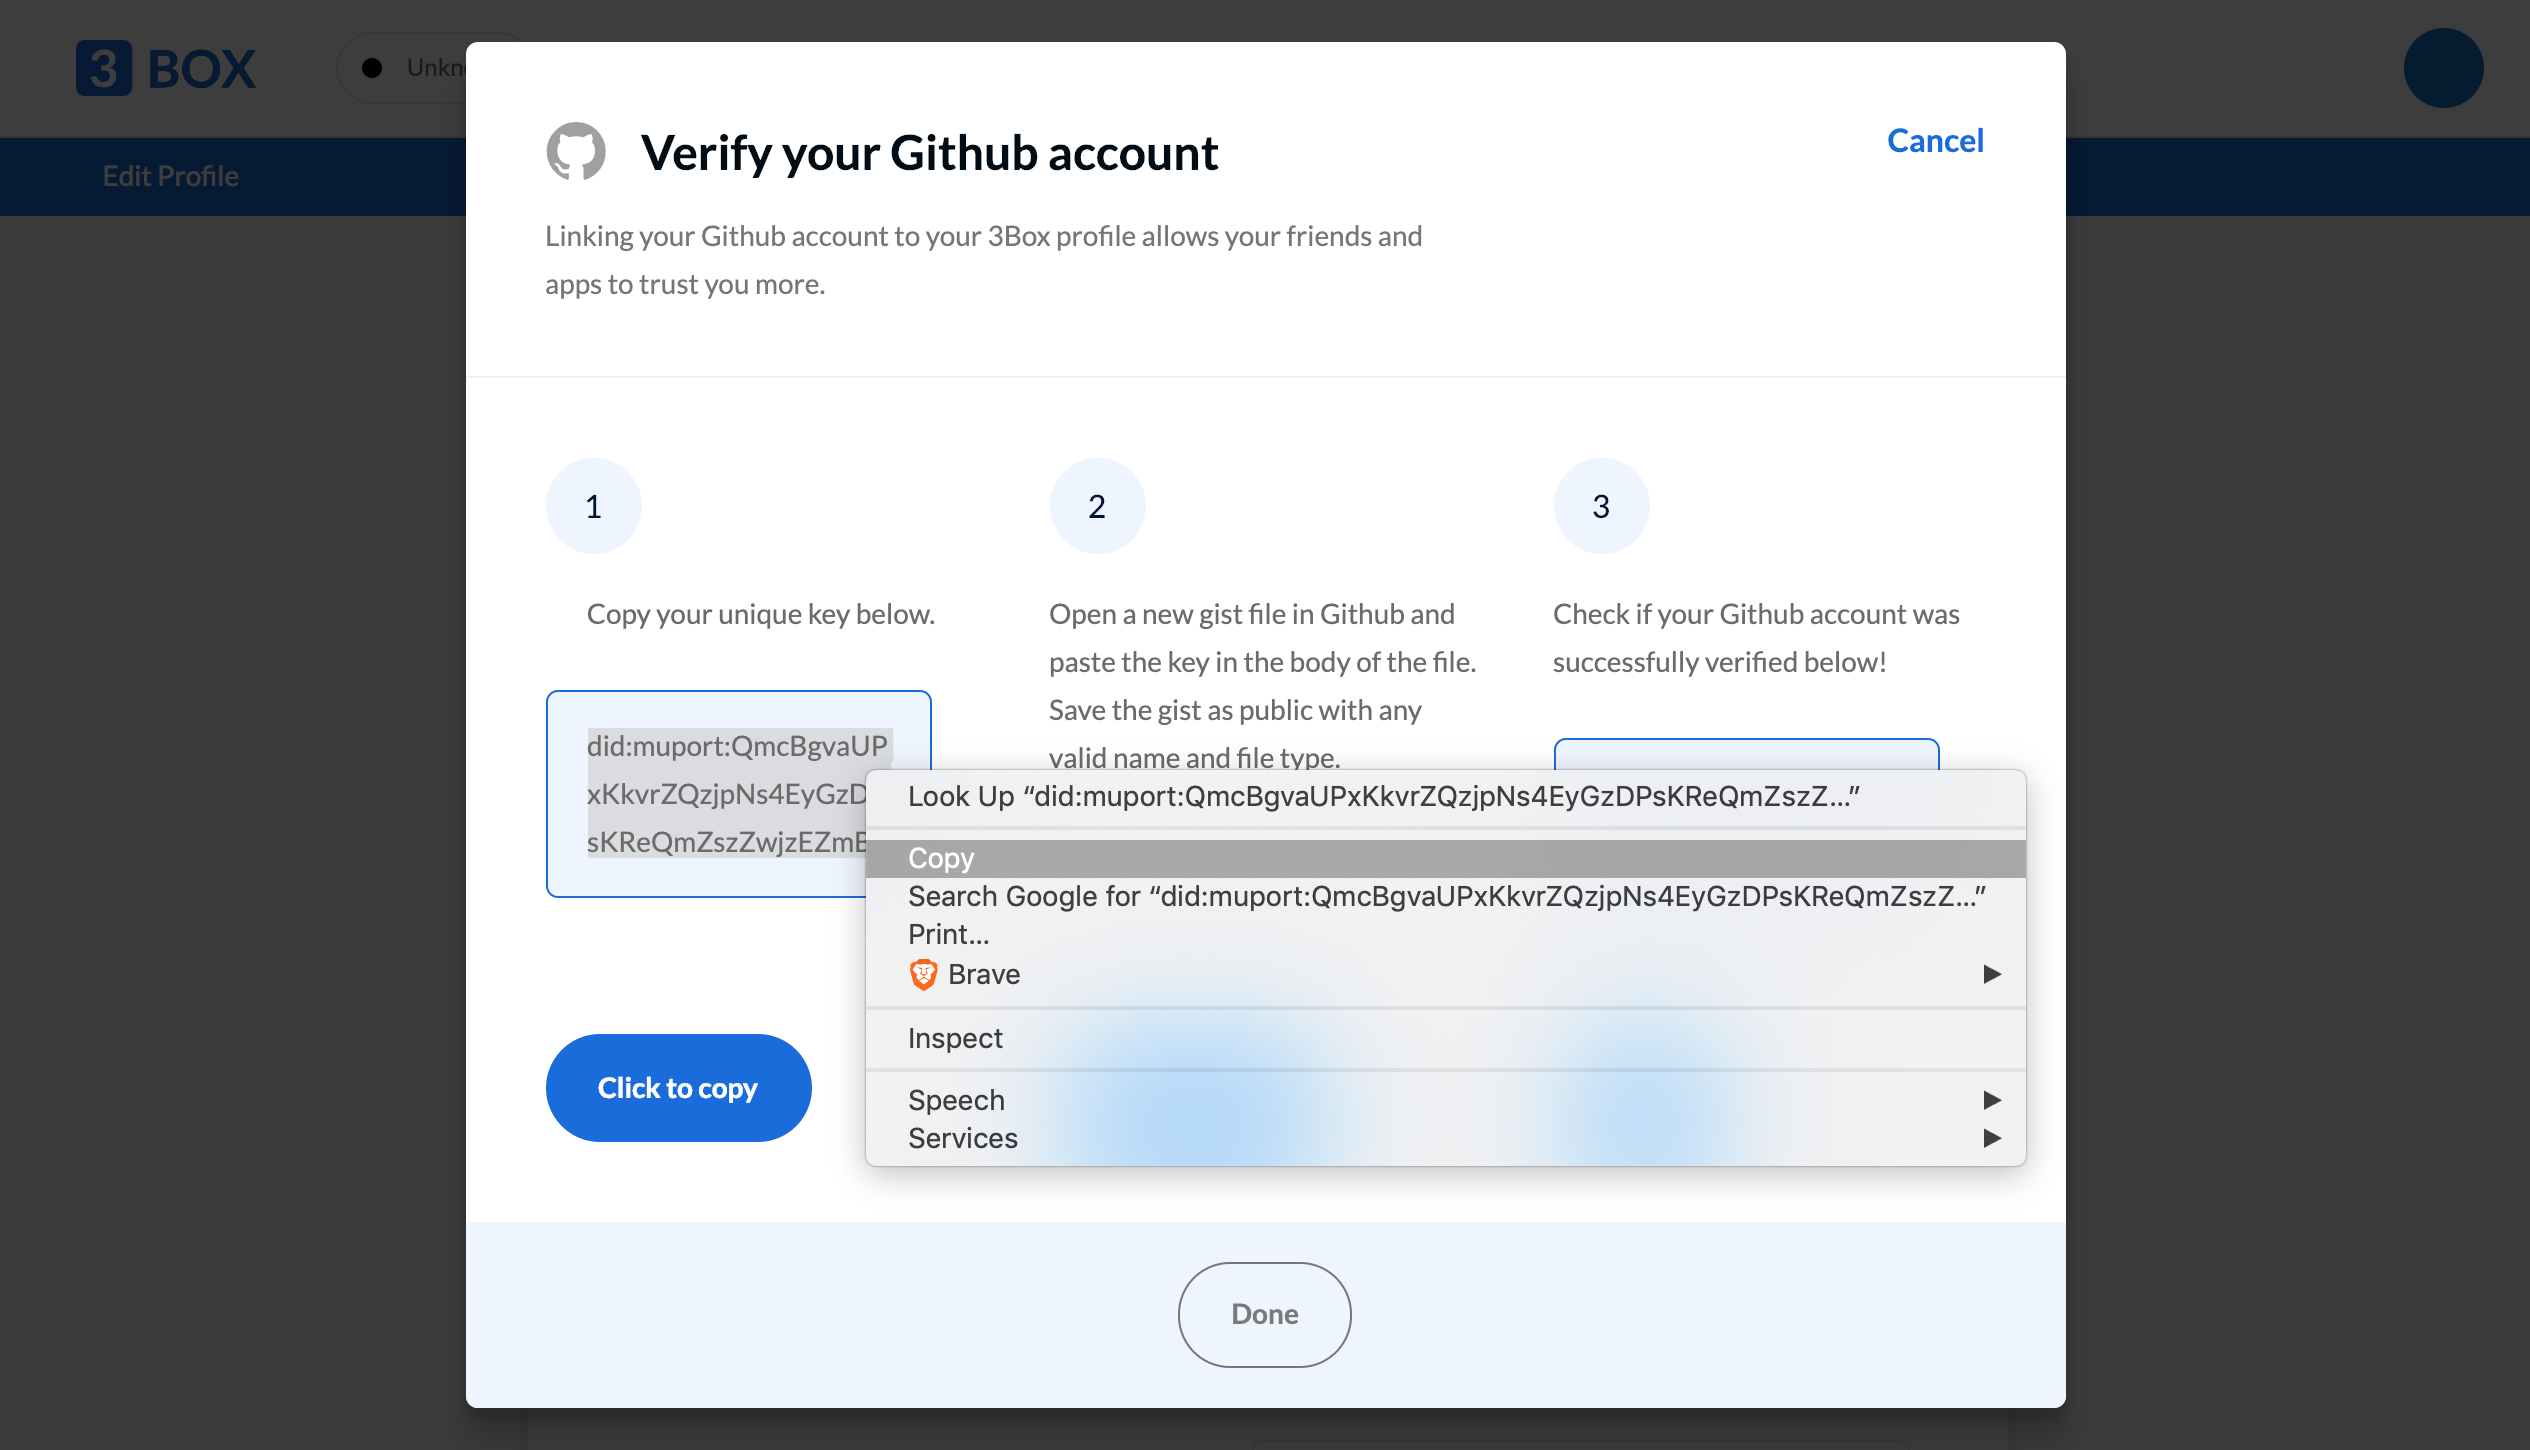 3 BOX
Edit Profile
Verify your Github account
Cancel
Linking your Github account to your 3Box profile allows your friends and
apps to trust you more.
1
Copy your unique key below.
did:muport:QmcBgvaUP
xKkvrZQzjpNs4EyGzD
sKReQmZszZwjzEZmB
Click to copy
2
Open a new gist file in Github and
paste the key in the body of the file.
Save the gist as public with any
valid name and file type.
3
Check if your Github account was
successfully verified below!
Look Up “did:muport:QmcBgvaUPxKkvrZQzjpNs4EyGzDPsKReQmZszZ...”
Copy
Search Google for “did:muport:QmcBgvaUPxKkvrZQzjpNs4EyGzDPsKReQmZszZ...”
Print...
Brave
Inspect
Speech
Services
Done